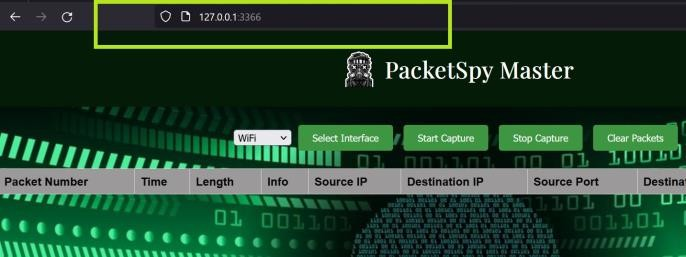 127.0.0.1:3366
PacketSpy Master
WiFi Select Interface Start Capture Stop Capture Clear Packets
Packet Number Time Length Info Source IP Destination IP Source Port Destinat